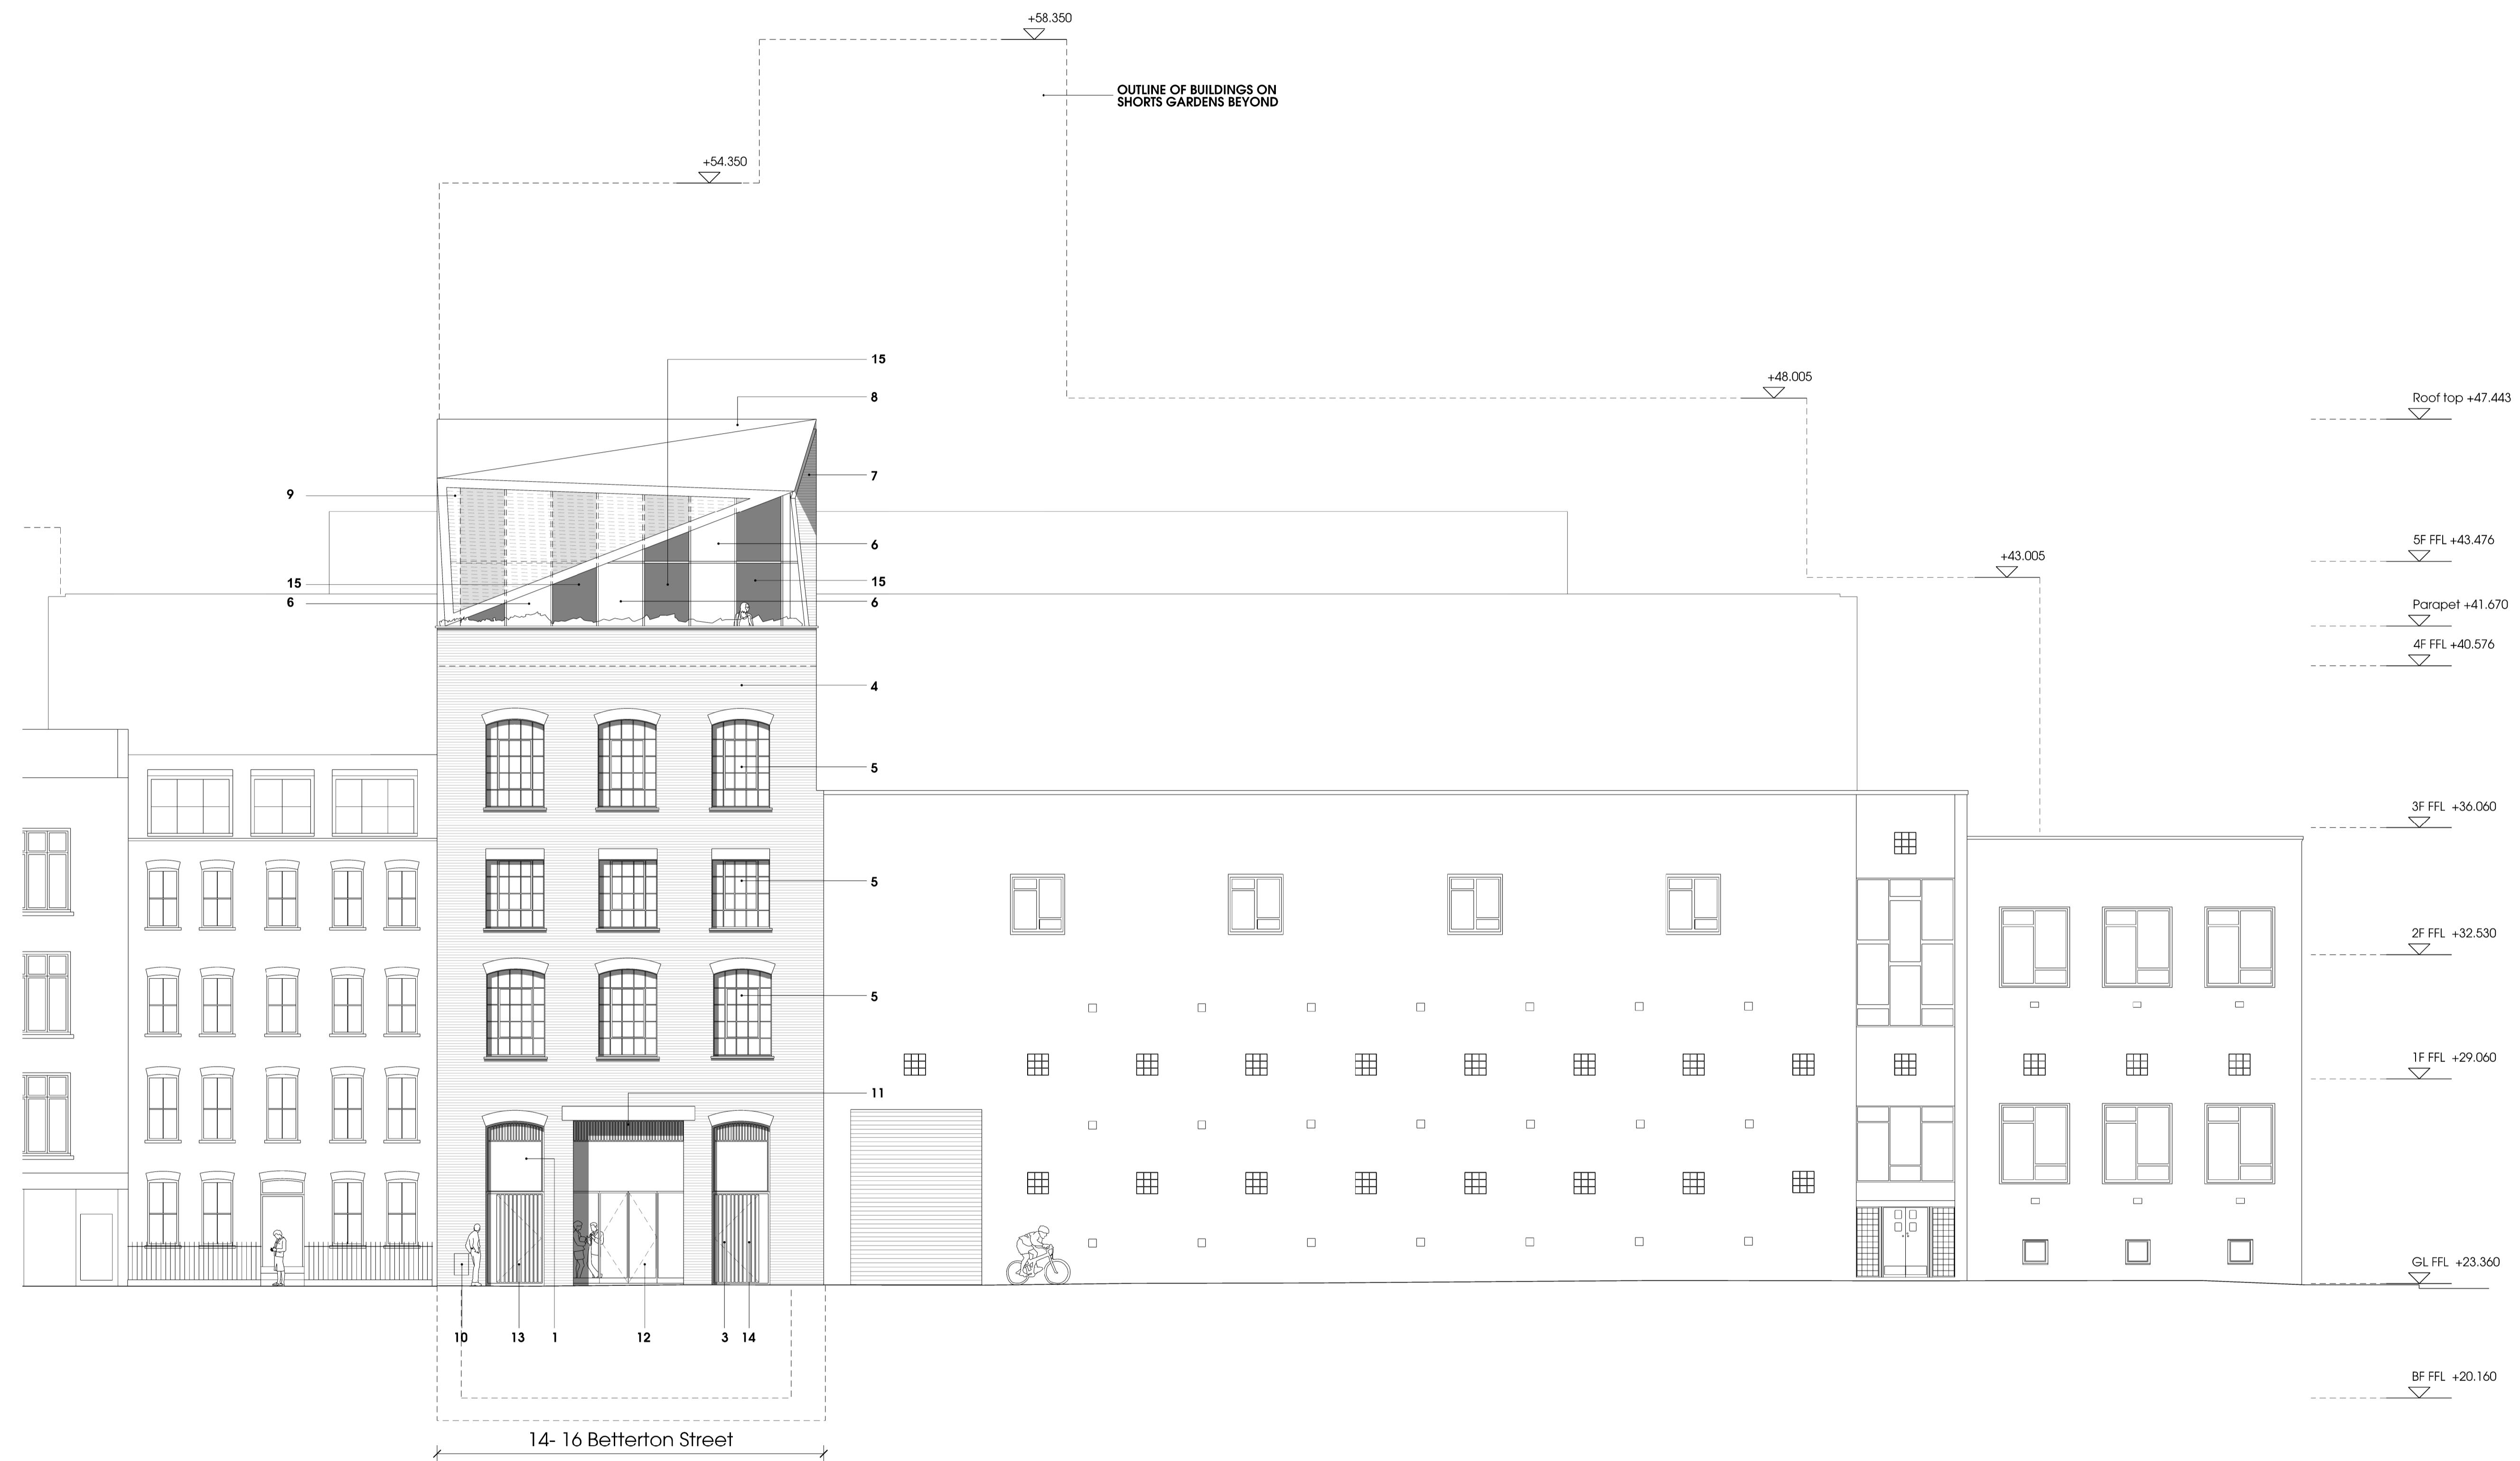 +58.350
OUTLINE OF BUILDINGS ON
SHORTS GARDENS BEYOND
+54.350
15
+48.005
8
Roof top +47.443
7
9
6
5F FFL +43.476
+43.005
15
15
6
6
Parapet +41.670
4F FFL +40.576
4
5
3F FFL +36.060
5
2F FFL +32.530
5
1F FFL +29.060
11
GL FFL +23.360
10
13
1
12
3
14
BF FFL +20.160
14- 16 Betterton Street